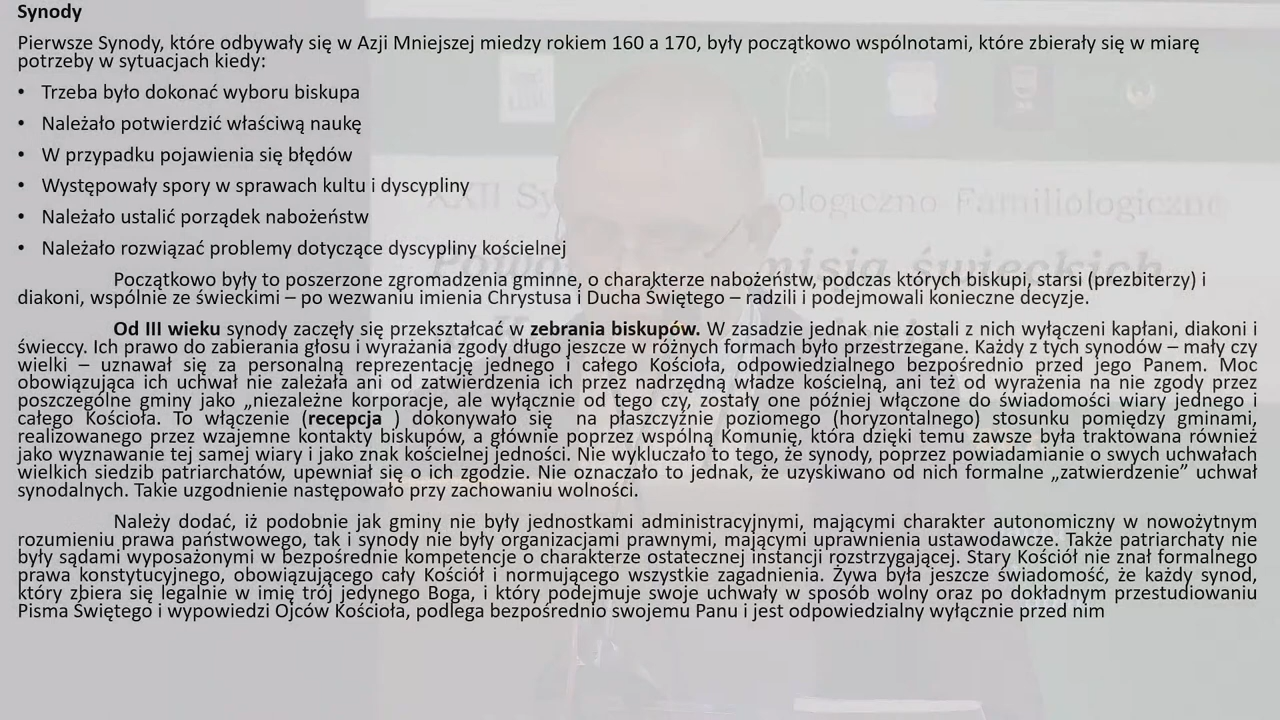 Synody
Pierwsze Synody, które odbywały się w Azji Mniejszej miedzy rokiem 160 a 170, były początkowo wspólnotami, które zbierały się w miarę
potrzeby w sytuacjach kiedy:
• Trzeba było dokonać wyboru biskupa
• Należało potwierdzić właściwą naukę
• W przypadku pojawienia się błędów
• Występowały spory w sprawach kultu i dyscypliny
• Należało ustalić porządek nabożeństw
• Należało rozwiązać problemy dotyczące dyscypliny kościelnej
Początkowo były to poszerzone zgromadzenia gminne, o charakterze nabożeństw, podczas których biskupi, starsi (prezbiterzy) i
diakoni, wspólnie ze świeckimi – po wezwaniu imienia Chrystusa i Ducha Świętego – radzili i podejmowali konieczne decyzje.
Od III wieku synody zaczęły się przekształcać w zebrania biskupów. W zasadzie jednak nie zostali z nich wyłączeni kapłani, diakoni i
świeccy. Ich prawo do zabierania głosu i wyrażania zgody długo jeszcze w różnych formach było przestrzegane. Każdy z tych synodów – mały czy
wielki – uznawał się za personalną reprezentację jednego i całego Kościoła, odpowiedzialnego bezpośrednio przed jego Panem. Moc
obowiązująca ich uchwał nie zależała ani od zatwierdzenia ich przez nadrzędną władze kościelną, ani też od wyrażenia na nie zgody przez
poszczególne gminy jako „niezależne korporacje, ale wyłącznie od tego czy, zostały one później włączone do świadomości wiary jednego i
całego Kościoła. To włączenie (recepcja ) dokonywało się na płaszczyźnie poziomego (horyzontalnego) stosunku pomiędzy gminami,
realizowanego przez wzajemne kontakty biskupów, a głównie poprzez wspólną Komunię, która dzięki temu zawsze była traktowana również
jako wyznawanie tej samej wiary i jako znak kościelnej jedności. Nie wykluczało to tego, że synody, poprzez powiadamianie o swych uchwałach
wielkich siedzib patriarchatów, upewniał się o ich zgodzie. Nie oznaczało to jednak, że uzyskiwano od nich formalne „zatwierdzenie” uchwał
synodalnych. Takie uzgodnienie następowało przy zachowaniu wolności.
Należy dodać, iż podobnie jak gminy nie były jednostkami administracyjnymi, mającymi charakter autonomiczny w nowożytnym
rozumieniu prawa państwowego, tak i synody nie były organizacjami prawnymi, mającymi uprawnienia ustawodawcze. Także patriarchaty nie
były sądami wyposażonymi w bezpośrednie kompetencje o charakterze ostatecznej instancji rozstrzygającej. Stary Kościół nie znał formalnego
prawa konstytucyjnego, obowiązującego cały Kościół i normującego wszystkie zagadnienia. Żywa była jeszcze świadomość, że każdy synod,
który zbiera się legalnie w imię trój jedynego Boga, i który podejmuje swoje uchwały w sposób wolny oraz po dokładnym przestudiowaniu
Pisma Świętego i wypowiedzi Ojców Kościoła, podlega bezpośrednio swojemu Panu i jest odpowiedzialny wyłącznie przed nim
XXII
Familiologiczno
świeckich